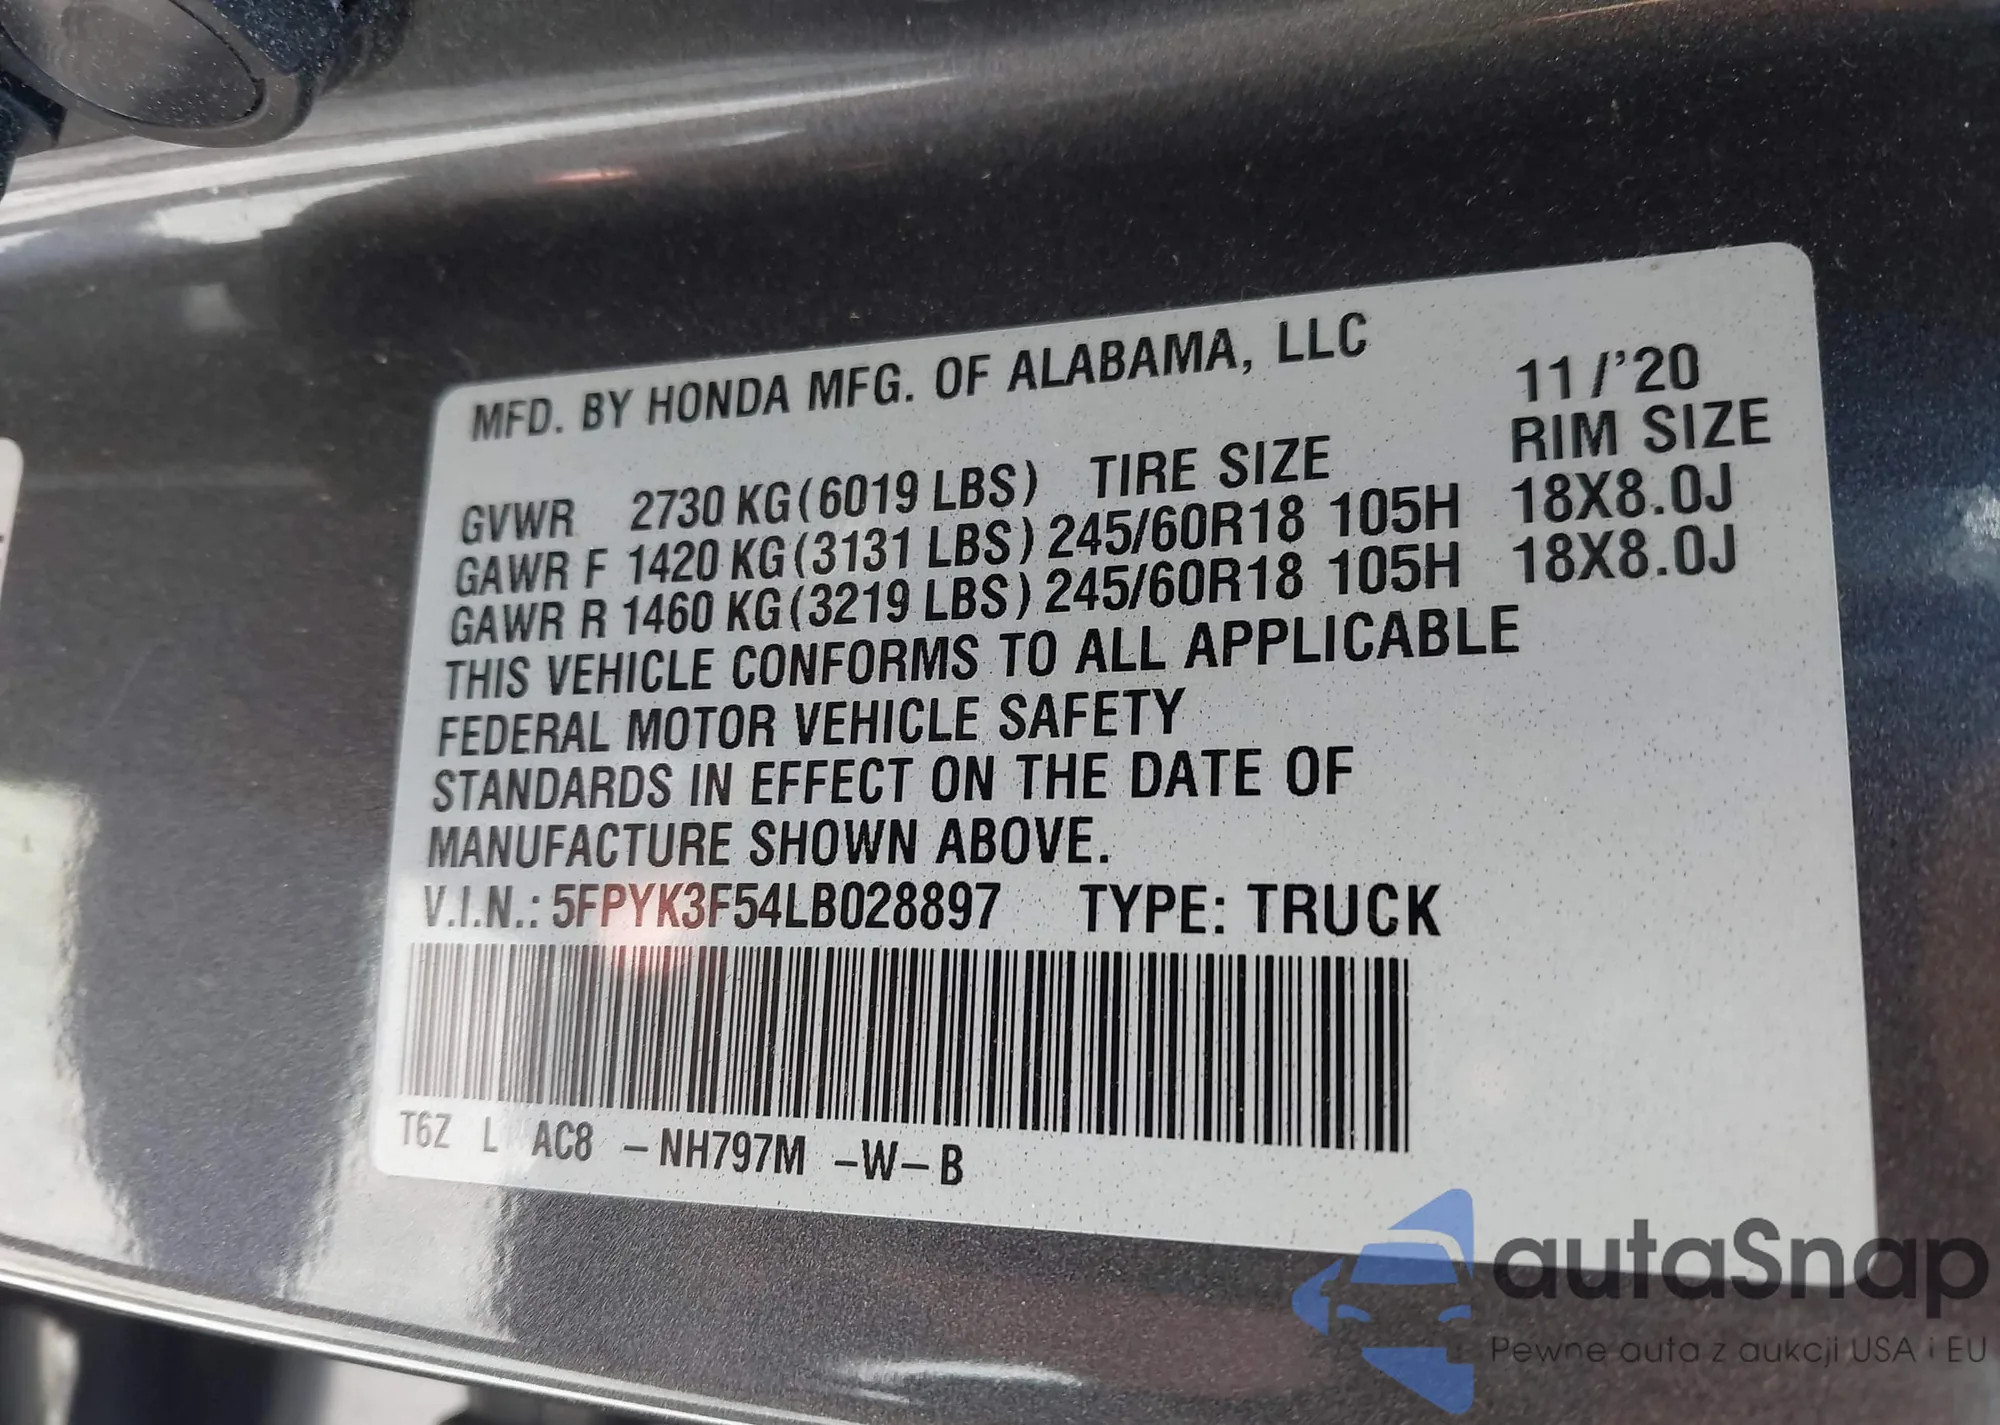 MFD. BY HONDA MFG. OF ALABAMA, LLC 11/'20
GVWR 2730 KG(6019 LBS) TIRE SIZE RIM SIZE
GAWR F 1420 KG(3131 LBS) 245/60R18 105H 18X8.0J
GAWR R 1460 KG(3219 LBS) 245/60R18 105H 18X8.0J
THIS VEHICLE CONFORMS TO ALL APPLICABLE
FEDERAL MOTOR VEHICLE SAFETY
STANDARDS IN EFFECT ON THE DATE OF
MANUFACTURE SHOWN ABOVE.
V.I.N.: 5FPYK3F54LB028897 TYPE: TRUCK
T6Z L AC8 -NH797M -W-B
autaSnap
Pewne auta z aukcji USA i EU